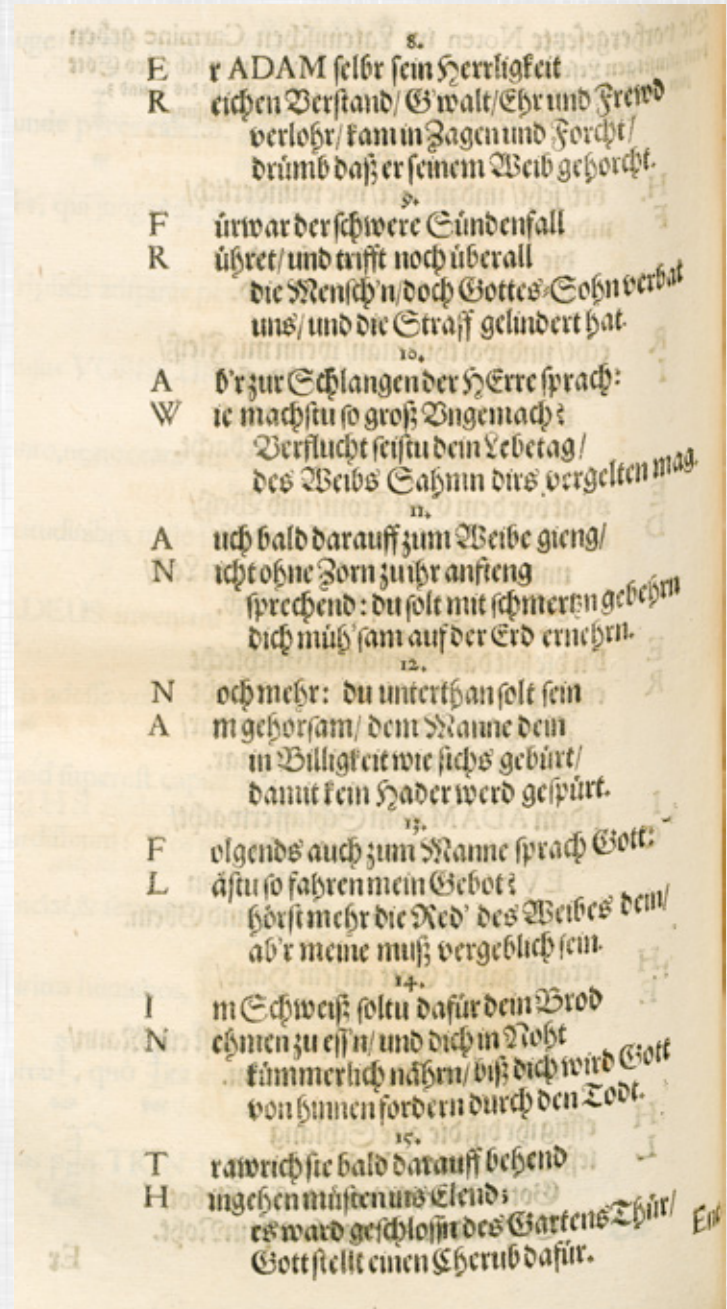 8.
E r ADAM selbr sein Herrligkeit
R eichen Verstand/ G'walt/ Ehr und Frewd
verlohr/ kam in Zagen und Forcht/
drümb daß er seinem Weib gehorcht.
9.
F ürwar der schwere Sündenfall
R ühret/ und trifft noch überall
die Mensch'n/ doch Gottes-Sohn verbat
uns/ und die Straff gelindert hat.
10.
A b'r zur Schlangen der HErre sprach:
W ie machstu so groß Vngemach?
Verflucht seistu dein Lebetag/
des Weibs Sahmn dirs vergelten mag.
11.
A uch bald darauff zum Weibe gieng/
N icht ohne Zorn zu ihr anfieng
sprechend: du solt mit schmertzn gebehrn
dich müh'sam auf der Erd ernehrn.
12.
N och mehr: du unterthan solt sein
A m gehorsam/ dem Manne dein
in Billigkeit wie sichs gebürt/
damit kein Hader werd gespürt.
13.
F olgends auch zum Manne sprach Gott:
L ästu so fahren mein Gebot?
hörst mehr die Red' des Weibes dein/
ab'r meine muß vergeblich sein.
14.
I m Schweiß soltu dafür dein Brod
N ehmen zu ess'n/ und dich in Noht
kümmerlich nährn/ biß dich wird Gott
von hinnen fordern durch den Todt.
15.
T rawrich sie bald darauff behend
H ingehen müsten ins Elend;
es ward geschlossn des Gartens Thür/
Gott stellt einen Cherub dafür.